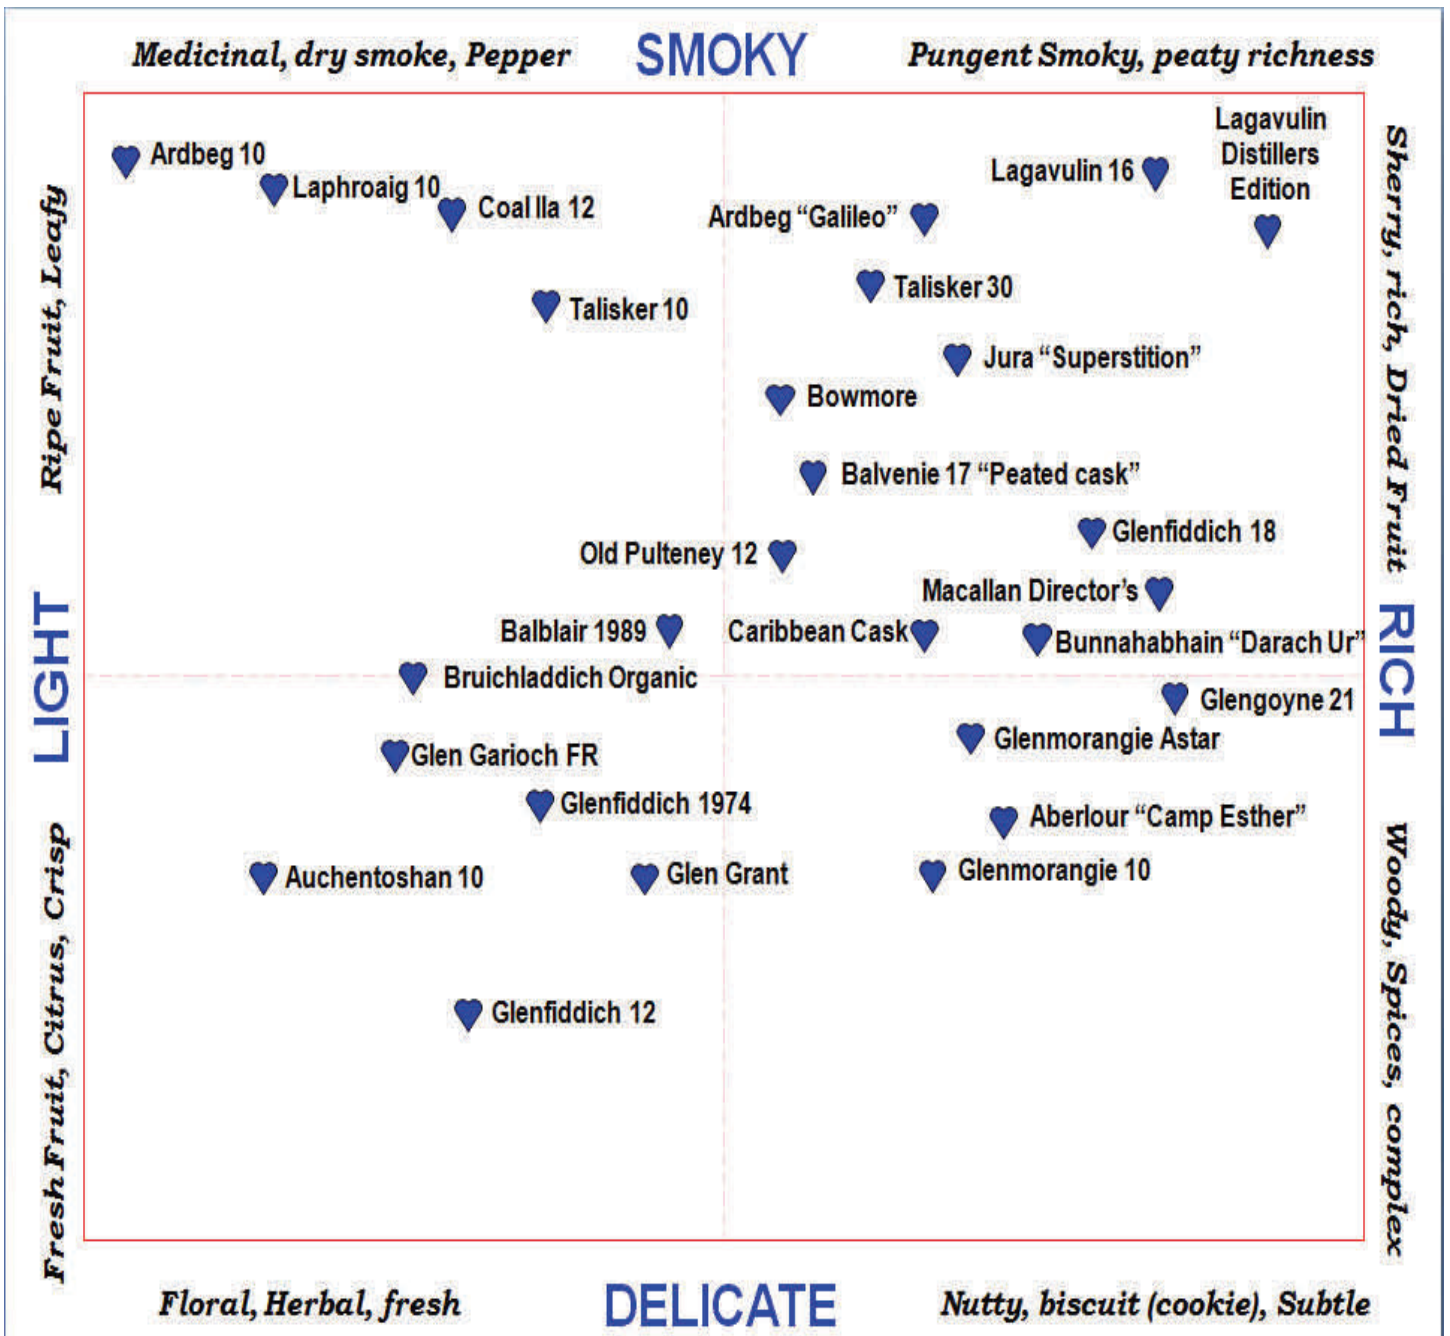 Medicinal, dry smoke, Pepper
SMOKY
Pungent Smoky, peaty richness
Lagavulin
Distillers
Edition
Ardbeg 10
Laphroaig 10
Coal Ila 12
Lagavulin 16
Ardbeg “Galileo”
Talisker 30
Talisker 10
Jura “Superstition”
Bowmore
Balvenie 17 “Peated cask”
Glenfiddich 18
Old Pulteney 12
Macallan Director’s
Balblair 1989
Caribbean Cask
Bunnahabhain “Darach Ur”
Bruichladdich Organic
Glengoyne 21
Glenmorangie Astar
Glen Garioch FR
Glenfiddich 1974
Aberlour “Camp Esther”
Auchentoshan 10
Glen Grant
Glenmorangie 10
Glenfiddich 12
Ripe Fruit, Leafy
LIGHT
Fresh Fruit, Citrus, Crisp
Sherry, rich, Dried Fruit
RICH
Woody, Spices, complex
Floral, Herbal, fresh
DELICATE
Nutty, biscuit (cookie), Subtle